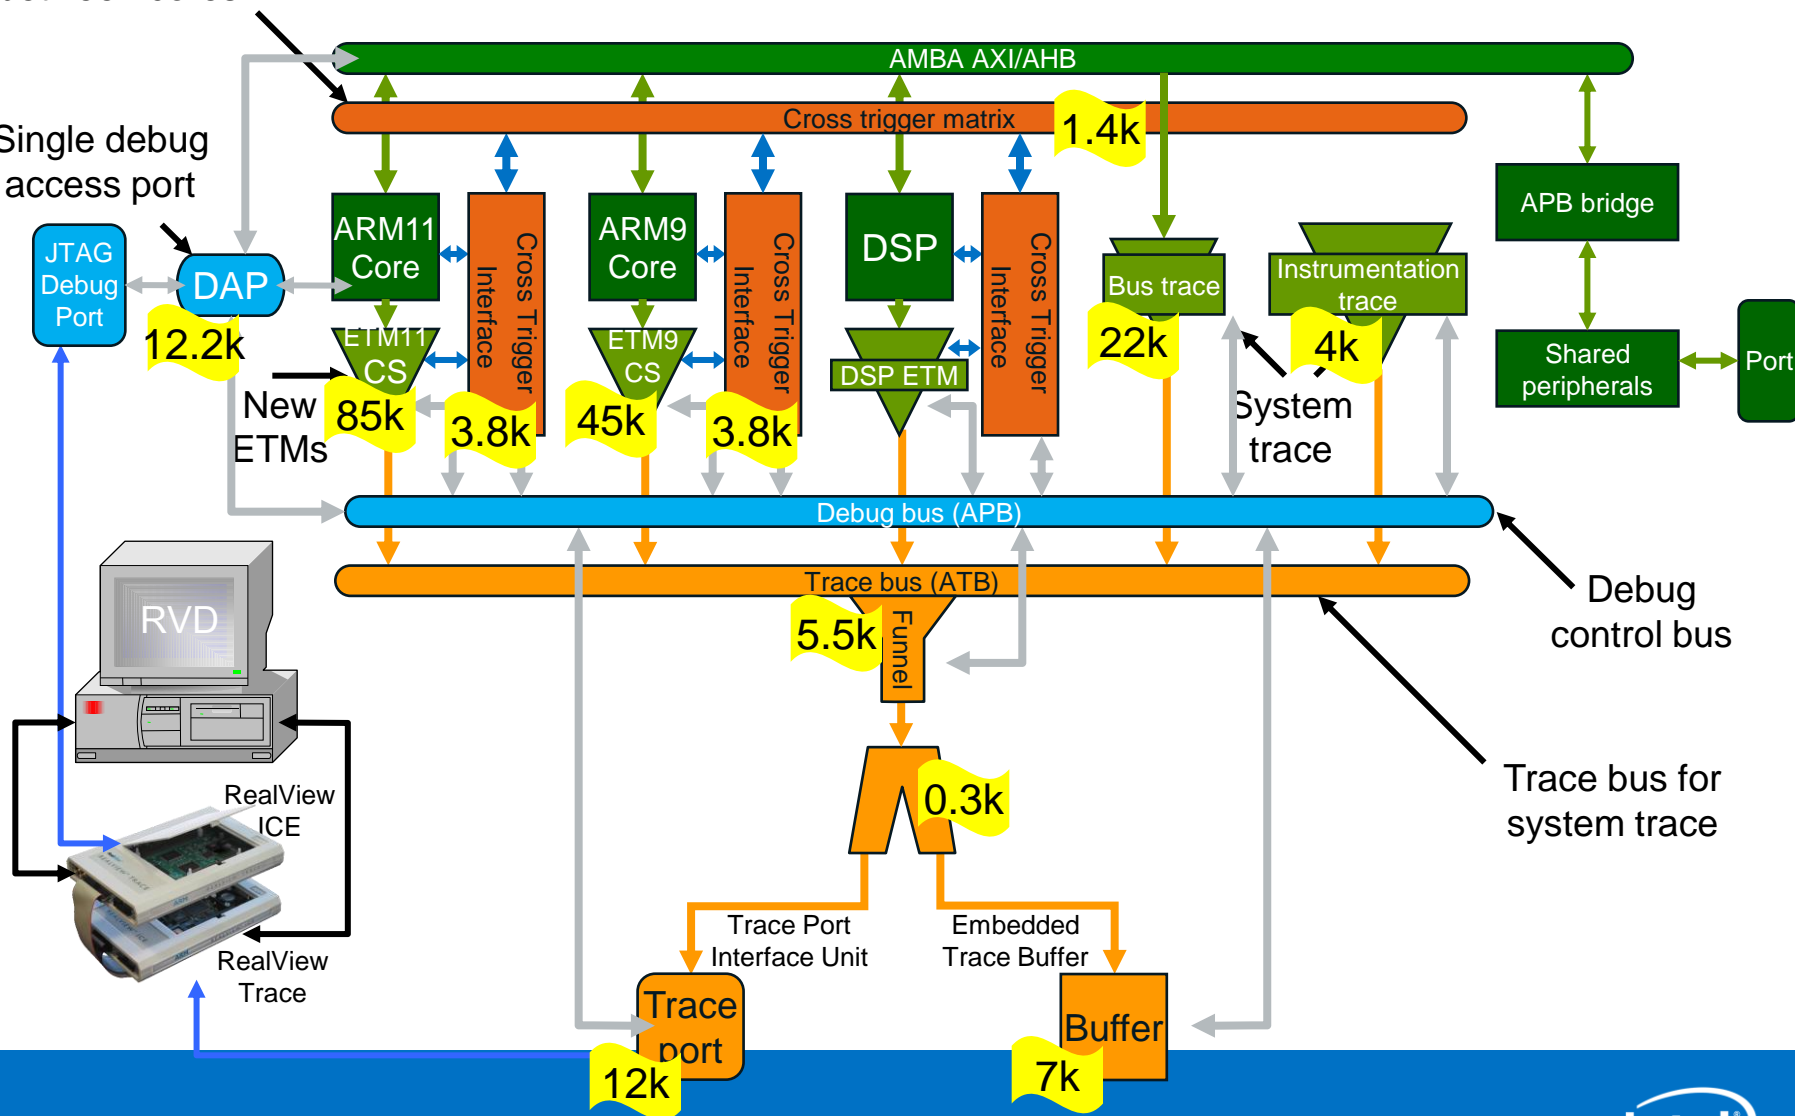 AMBA AXI/AHB
Cross trigger matrix
1.4k
Single debug
access port
JTAG
Debug
Port
DAP
12.2k
ARM11
Core
Cross Trigger
Interface
ETM11
CS
85k
3.8k
New
ETMs
ARM9
Core
Cross Trigger
Interface
ETM9
CS
45k
3.8k
DSP
Cross Trigger
Interface
DSP ETM
Bus trace
22k
Instrumentation
trace
4k
System
trace
APB bridge
Shared
peripherals
Port
Debug bus (APB)
Trace bus (ATB)
Debug
control bus
Trace bus for
system trace
5.5k
Funnel
0.3k
RVD
RealView
ICE
RealView
Trace
Trace Port
Interface Unit
Embedded
Trace Buffer
Trace
port
12k
Buffer
7k